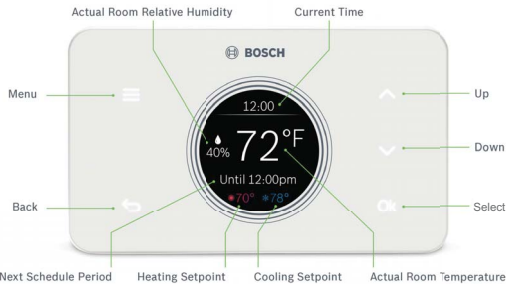 Actual Room Relative Humidity
Current Time
BOSCH
Menu
12:00
Up
40%
72°F
Down
Until 12:00pm
Back
70° 78°
Ok
Select
Next Schedule Period
Heating Setpoint
Cooling Setpoint
Actual Room Temperature